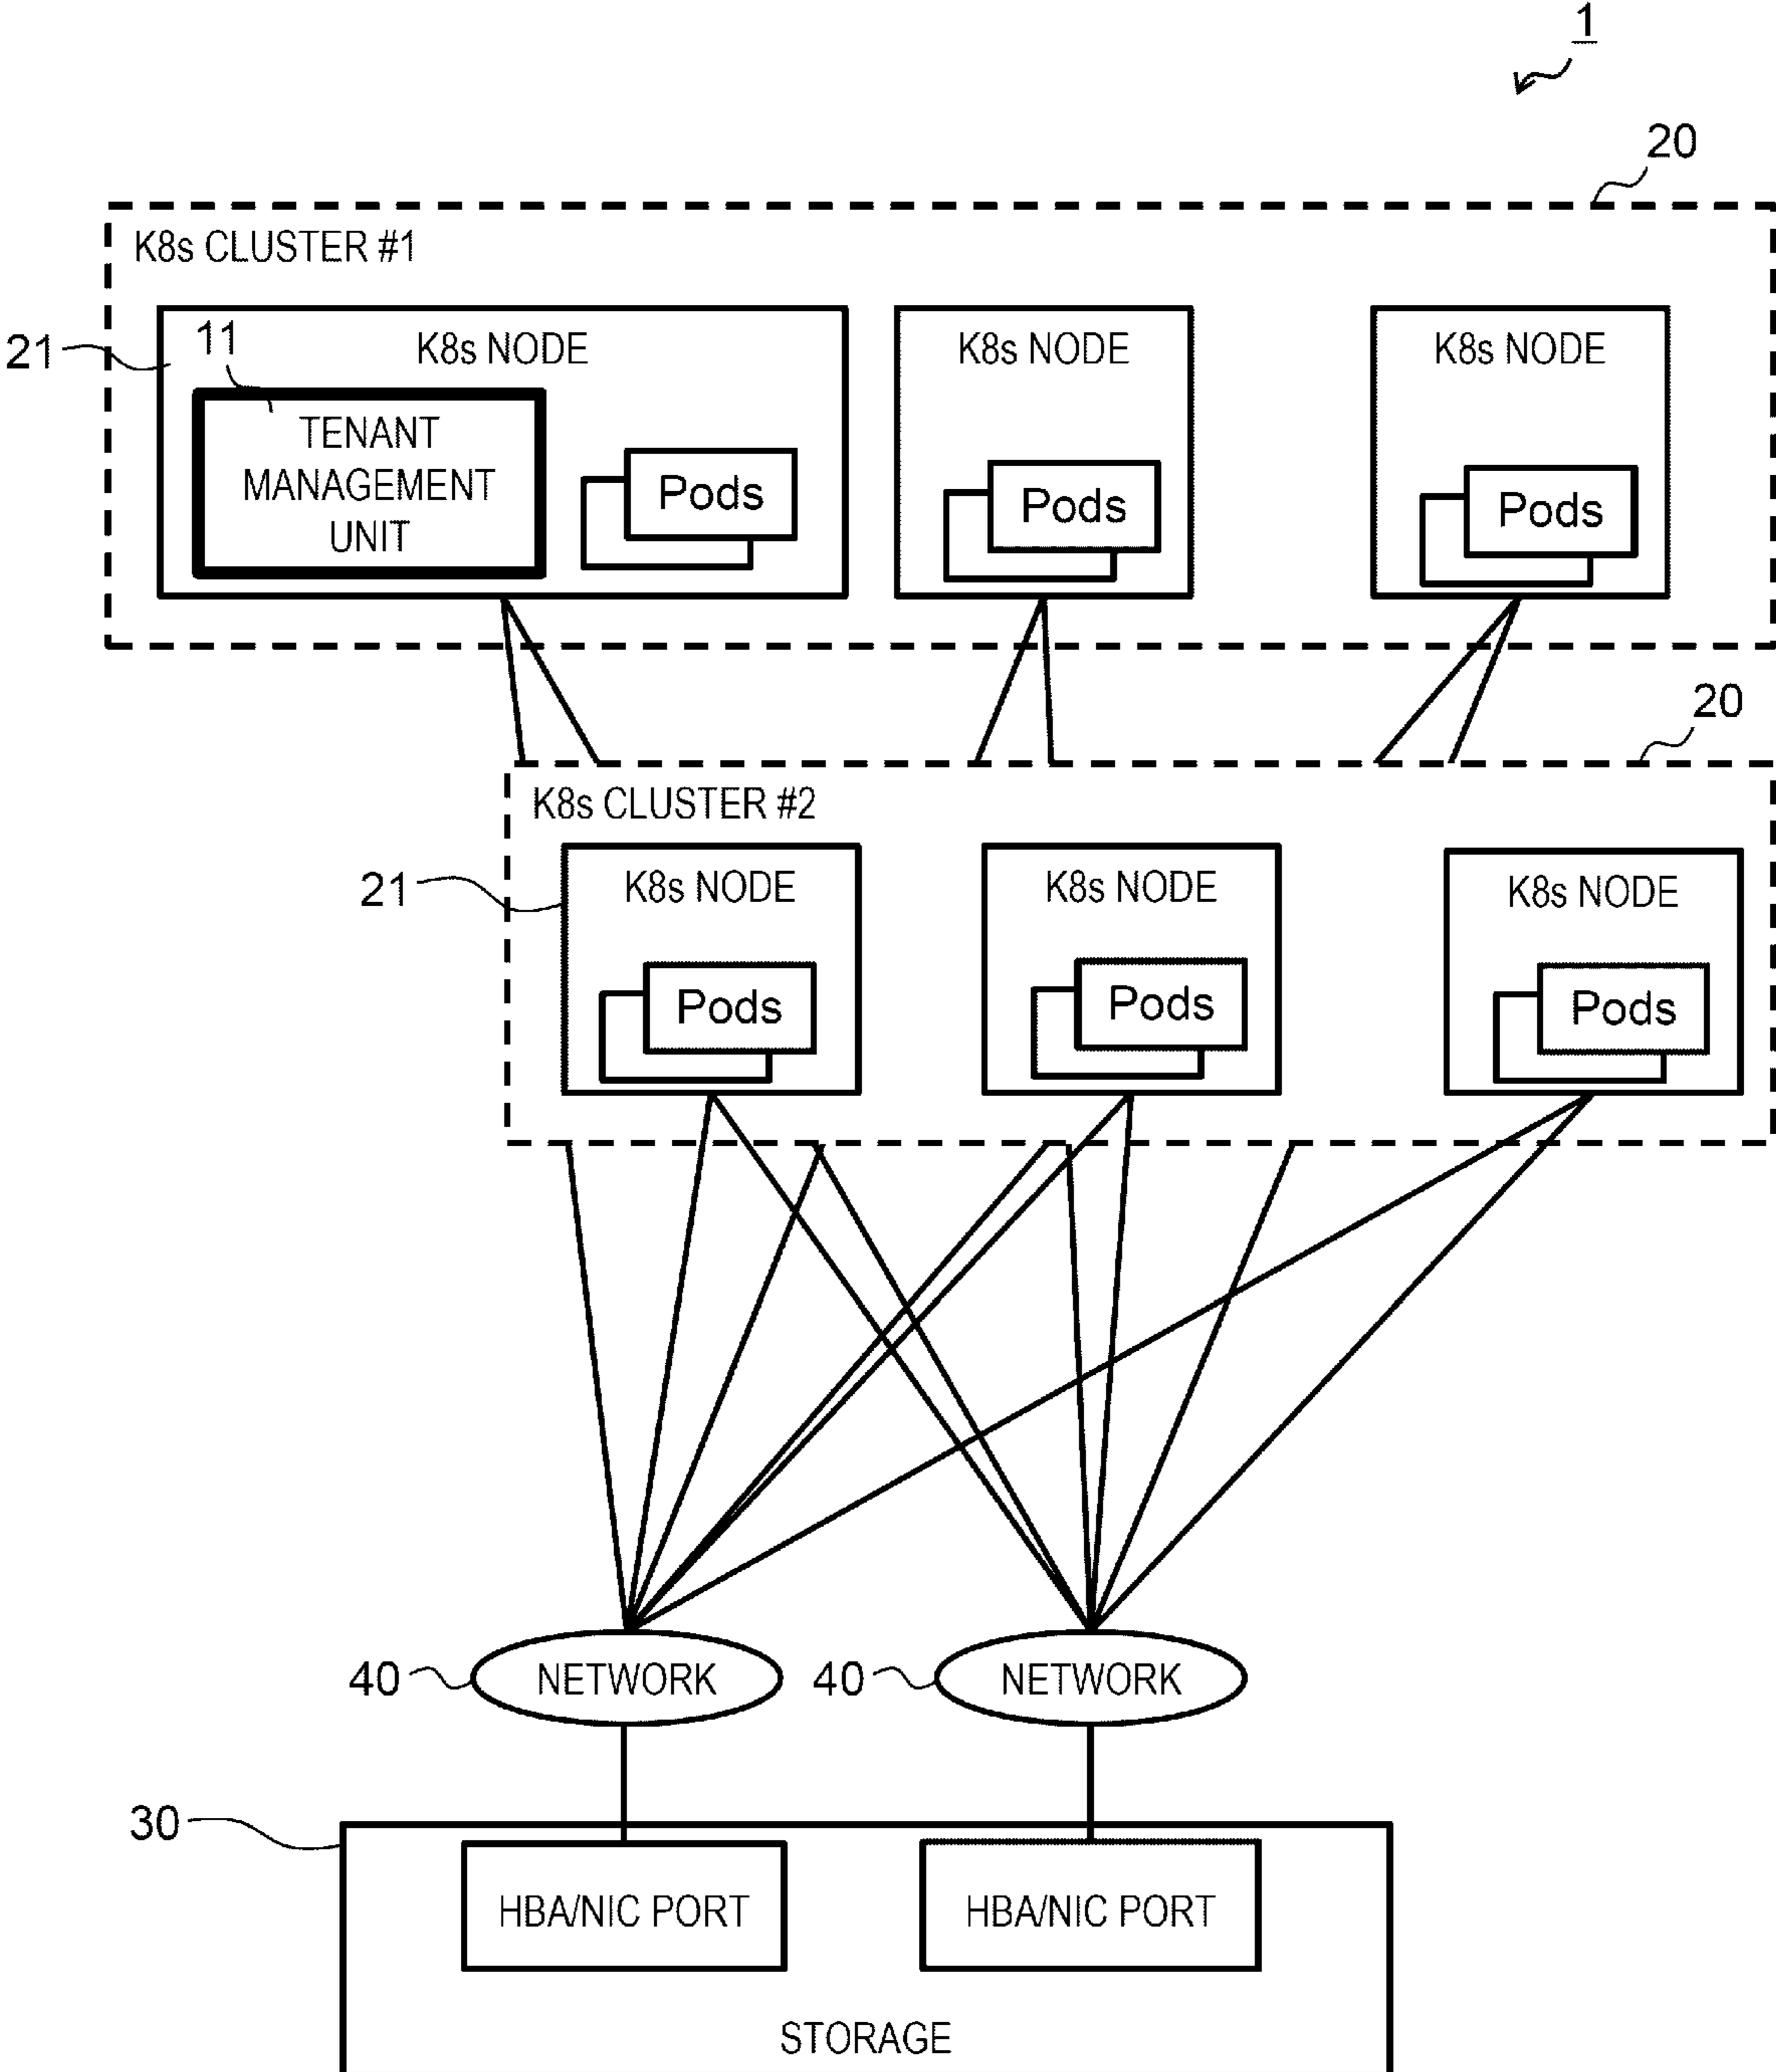 1
20
K8s CLUSTER #1
21
11
K8s NODE
K8s NODE
K8s NODE
TENANT
MANAGEMENT
UNIT
Pods
Pods
Pods
20
K8s CLUSTER #2
21
K8s NODE
K8s NODE
K8s NODE
Pods
Pods
Pods
40
NETWORK
40
NETWORK
30
HBA/NIC PORT
HBA/NIC PORT
STORAGE